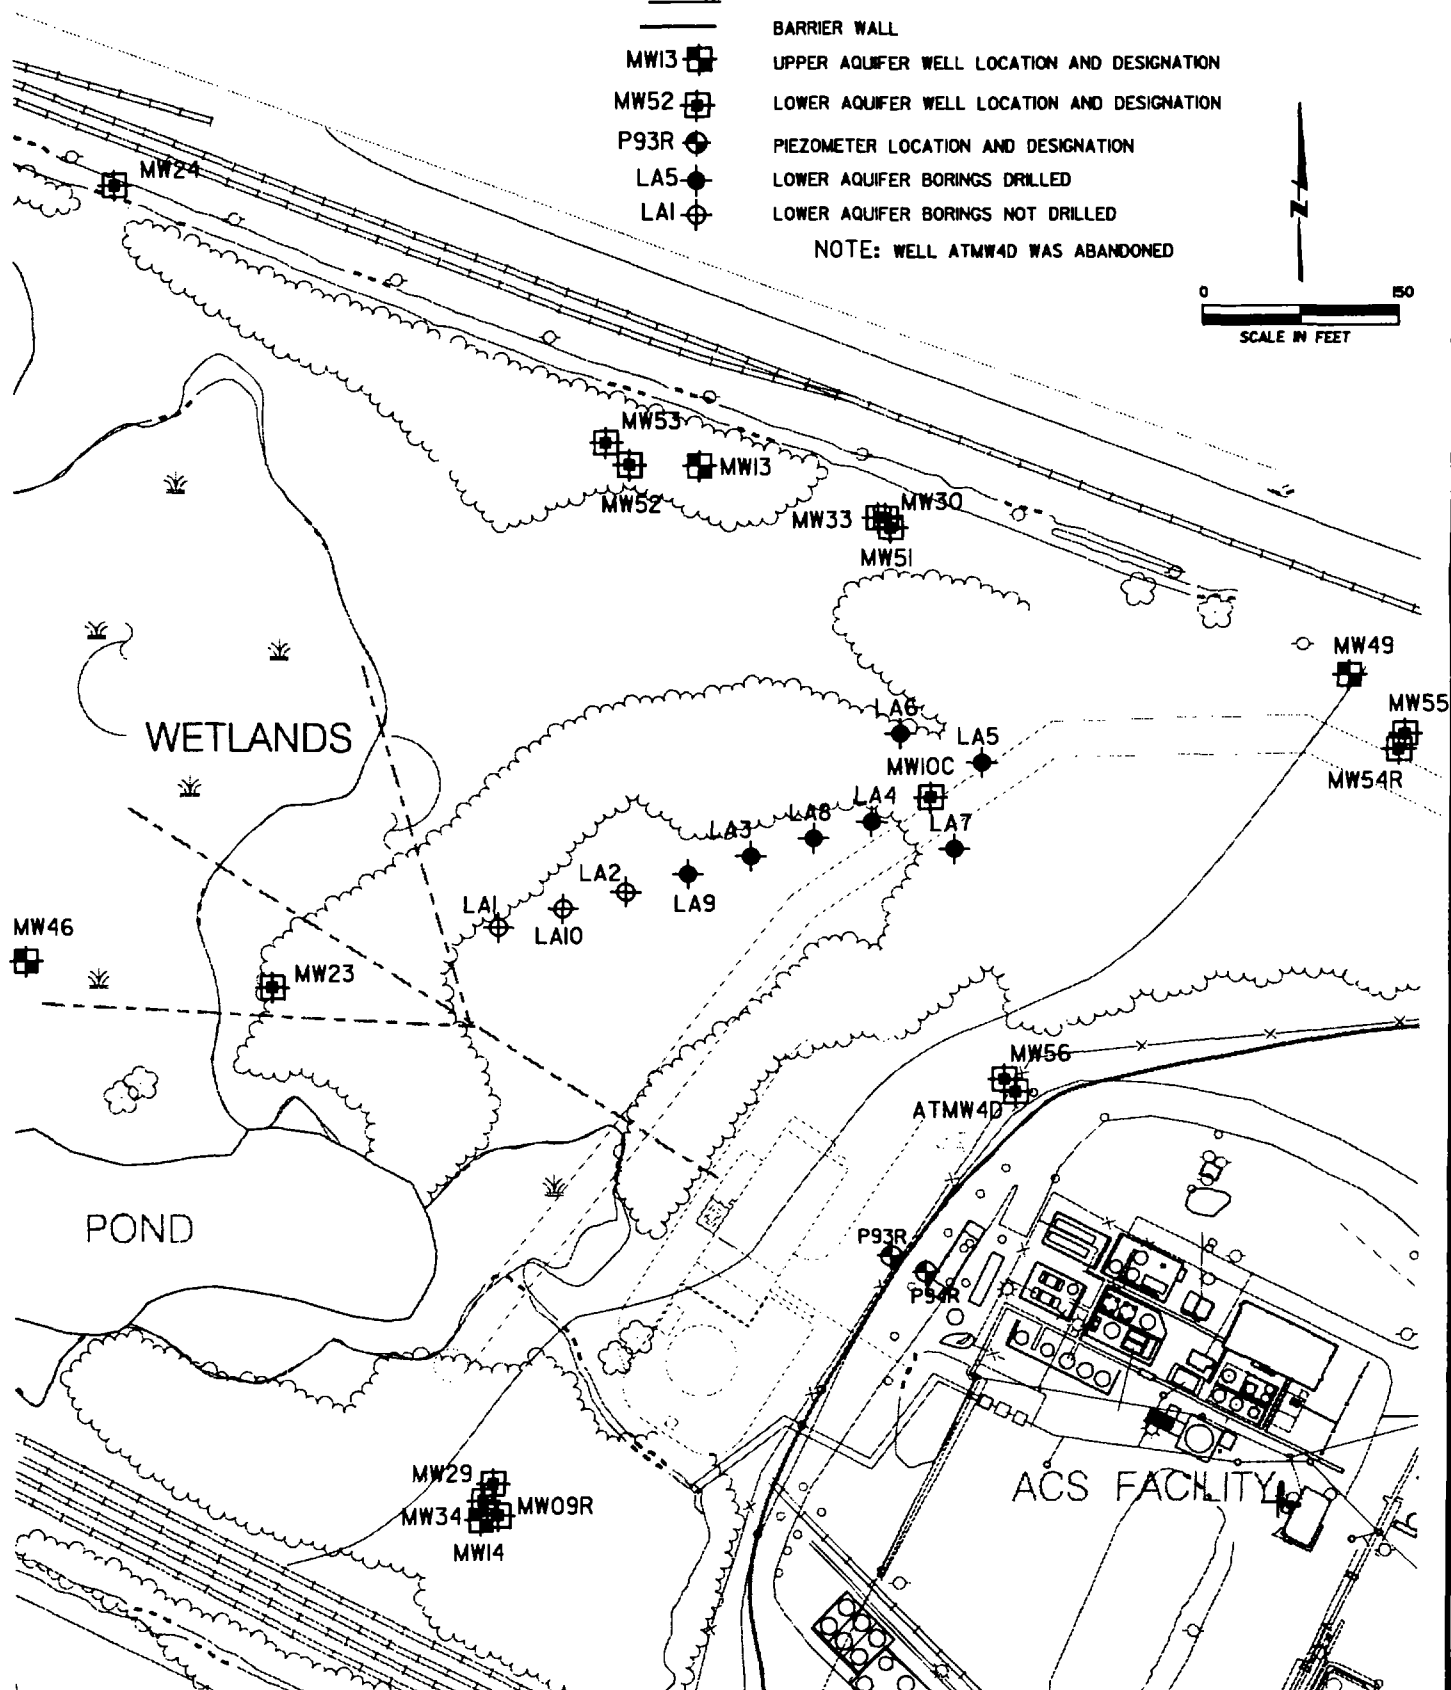 BARRIER WALL
MW13 UPPER AQUIFER WELL LOCATION AND DESIGNATION
MW52 LOWER AQUIFER WELL LOCATION AND DESIGNATION
P93R PIEZOMETER LOCATION AND DESIGNATION
LA5 LOWER AQUIFER BORINGS DRILLED
LA1 LOWER AQUIFER BORINGS NOT DRILLED
NOTE: WELL ATMW4D WAS ABANDONED
N
0 150
SCALE IN FEET
MW24
MW53
MW13
MW52
MW33 MW30
MW51
MW49
MW55
MW54R
WETLANDS
LA6
LA5
MW10C
LA4
LA8
LA7
LA3
LA2
LA9
LA1
LA10
MW46
MW23
MW56
ATMW4D
POND
P93R
P94R
MW29
MW09R
MW34
MW14
ACS FACILITY